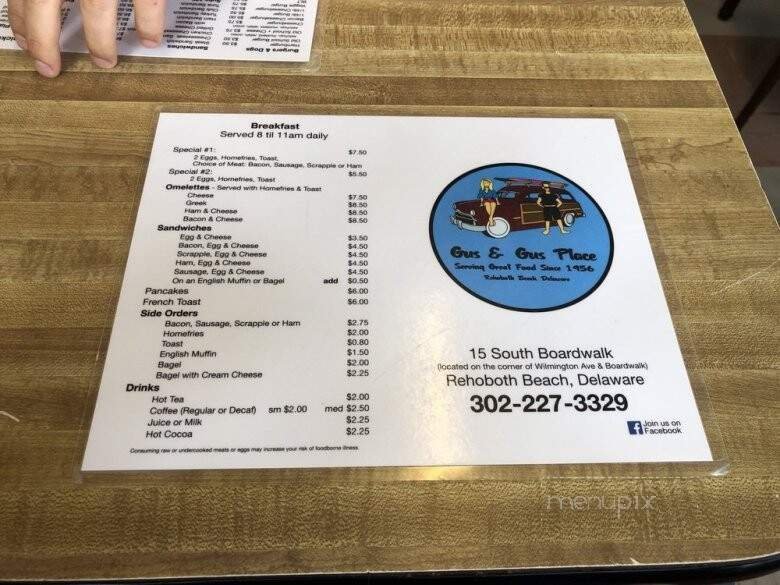 Burgers & Dogs
Sandwiches
Breakfast
Served 8 til 11am daily
Special #1: $7.50
2 Eggs, Homefries, Toast,
Choice of Meat: Bacon, Sausage, Scrapple or Ham
Special #2: $5.50
2 Eggs, Homefries, Toast
Omelettes - Served with Homefries & Toast
Cheese $7.50
Greek $8.50
Ham & Cheese $8.50
Bacon & Cheese $8.50
Sandwiches
Egg & Cheese $3.50
Bacon, Egg & Cheese $4.50
Scrapple, Egg & Cheese $4.50
Ham, Egg & Cheese $4.50
Sausage, Egg & Cheese $4.50
On an English Muffin or Bagel add $0.50
Pancakes $6.00
French Toast $6.00
Side Orders
Bacon, Sausage, Scrapple or Ham $2.75
Homefries $2.00
Toast $0.80
English Muffin $1.50
Bagel $2.00
Bagel with Cream Cheese $2.25
Drinks
Hot Tea $2.00
Coffee (Regular or Decaf) sm $2.00 med $2.50
Juice or Milk $2.25
Hot Cocoa $2.25
Consuming raw or undercooked meats or eggs may increase your risk of foodborne illness
Gus & Gus Place
Serving Great Food Since 1956
Rehoboth Beach Delaware
15 South Boardwalk
(located on the corner of Wilmington Ave & Boardwalk)
Rehoboth Beach, Delaware
302-227-3329
f Join us on
Facebook
menupix